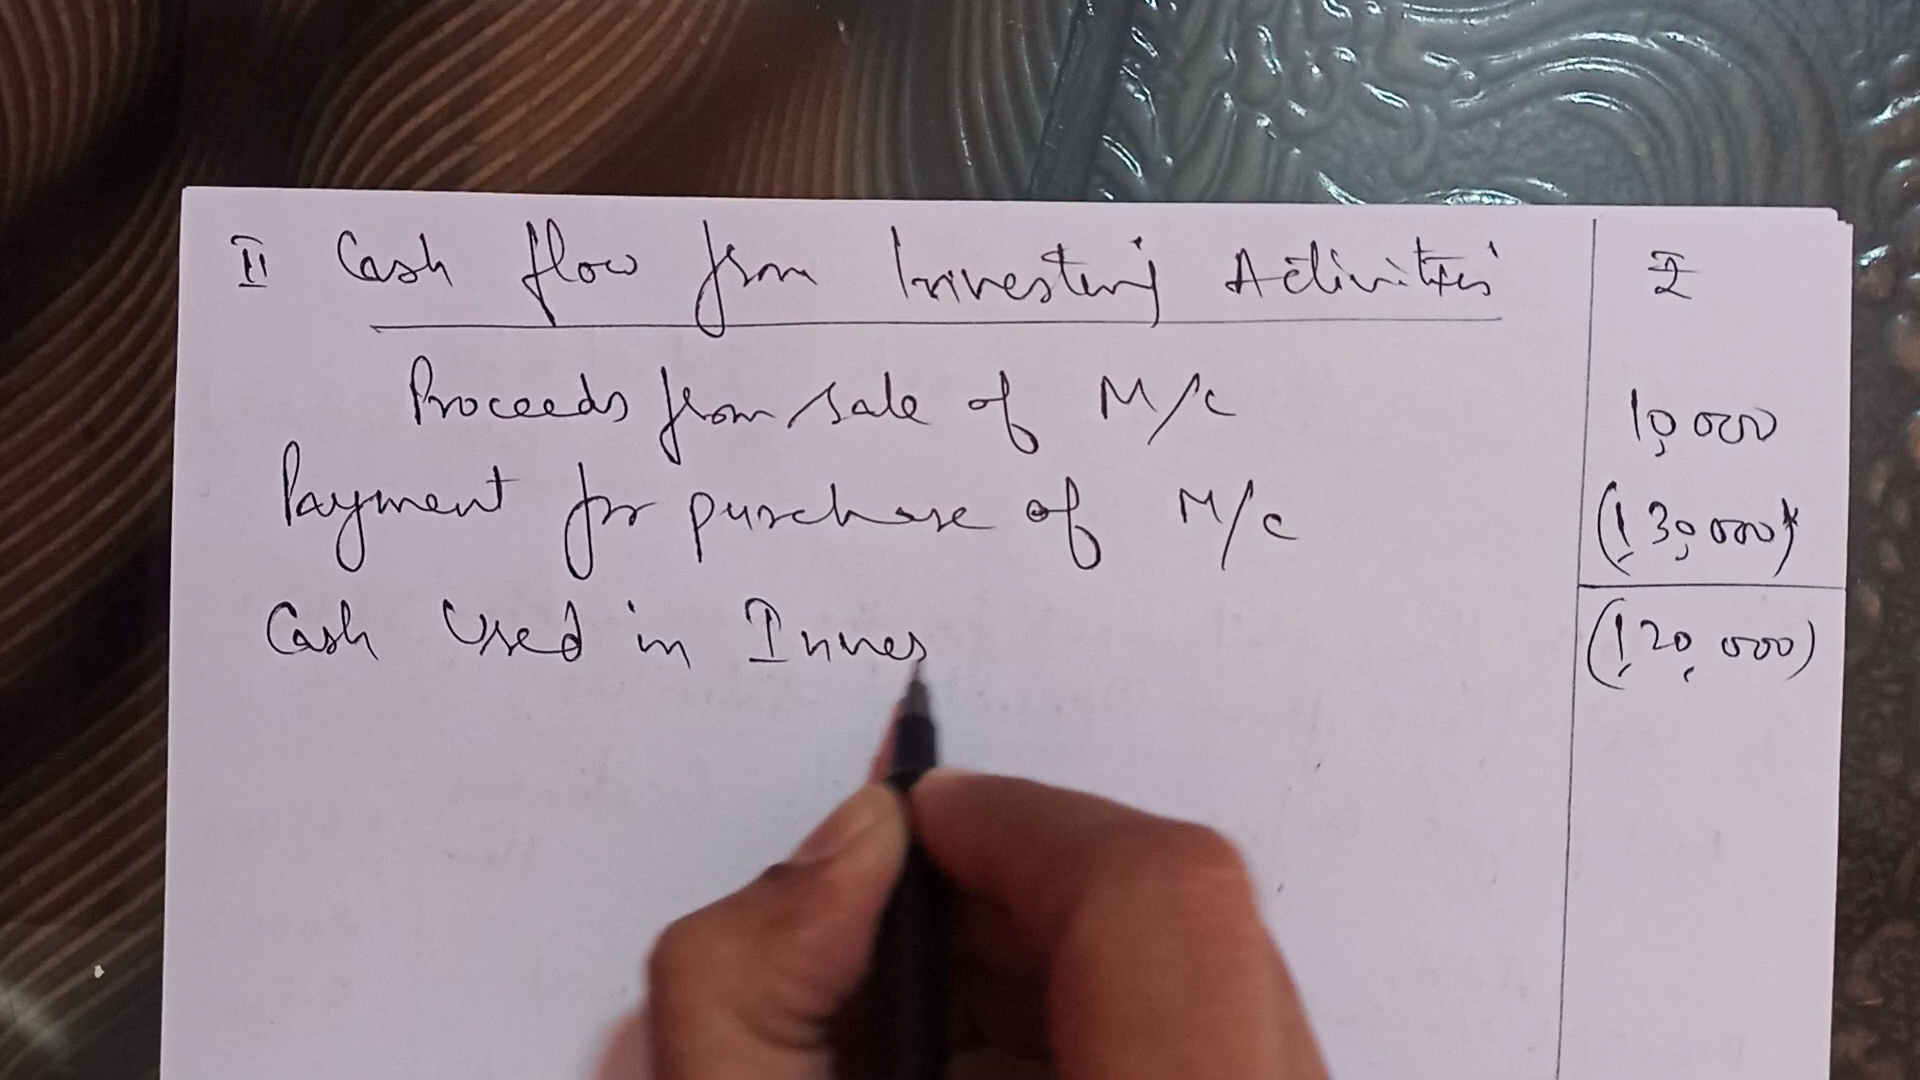 II Cash flow from Investing Activities ₹
Proceeds from sale of M/c 10,000
Payment for purchase of M/c (1,30,000)
Cash Used in Inves (1,20,000)